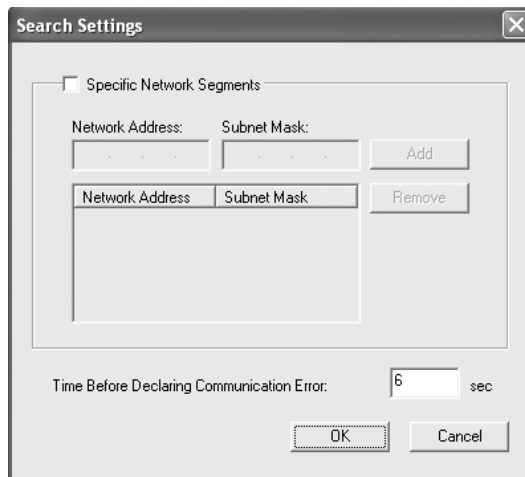 Search Settings
Specific Network Segments
Network Address: Subnet Mask:
Add
Network Address Subnet Mask
Remove
Time Before Declaring Communication Error: 6 sec
OK Cancel